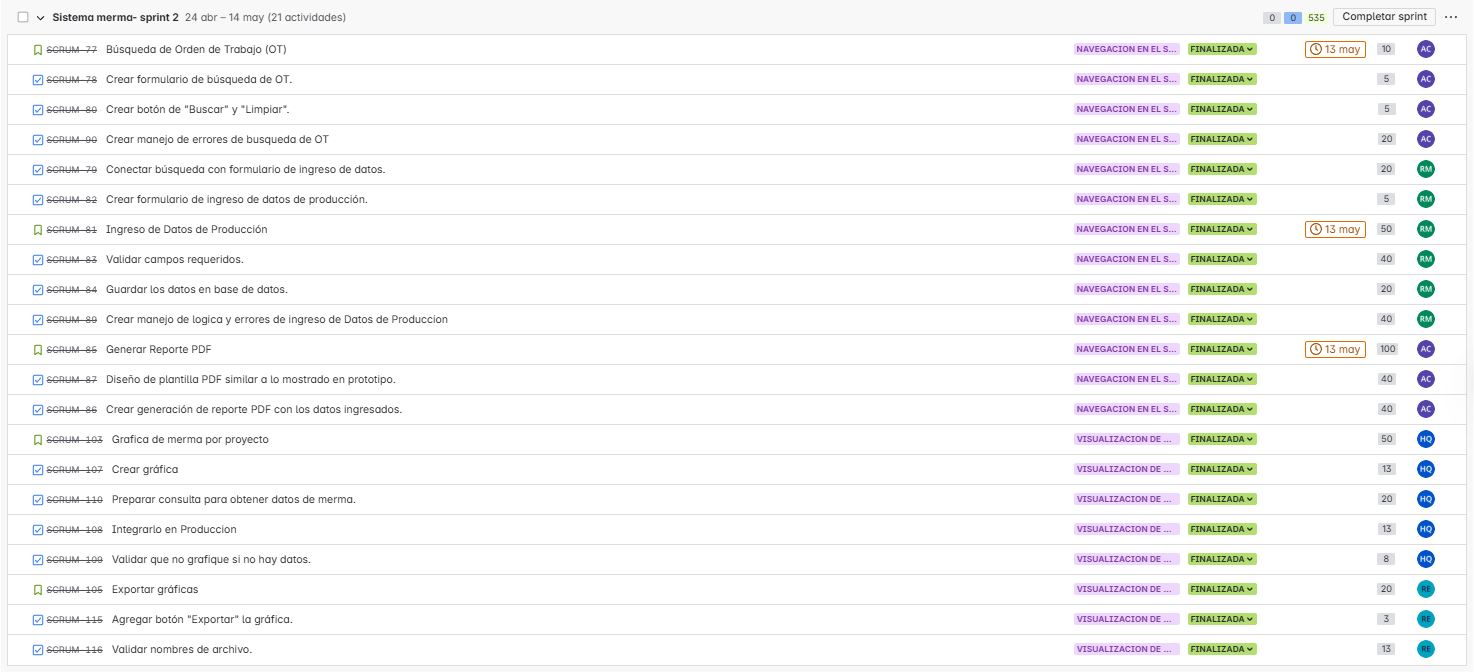 Sistema merma- sprint 2 24 abr – 14 may (21 actividades) 0 0 535 Completar sprint ...
SCRUM-77 Búsqueda de Orden de Trabajo (OT) NAVEGACION EN EL S... FINALIZADA 13 may 10 AC
SCRUM-78 Crear formulario de búsqueda de OT. NAVEGACION EN EL S... FINALIZADA 5 AC
SCRUM-80 Crear botón de "Buscar" y "Limpiar". NAVEGACION EN EL S... FINALIZADA 5 AC
SCRUM-90 Crear manejo de errores de busqueda de OT NAVEGACION EN EL S... FINALIZADA 20 AC
SCRUM-79 Conectar búsqueda con formulario de ingreso de datos. NAVEGACION EN EL S... FINALIZADA 20 RM
SCRUM-82 Crear formulario de ingreso de datos de producción. NAVEGACION EN EL S... FINALIZADA 5 RM
SCRUM-81 Ingreso de Datos de Producción NAVEGACION EN EL S... FINALIZADA 13 may 50 RM
SCRUM-83 Validar campos requeridos. NAVEGACION EN EL S... FINALIZADA 40 RM
SCRUM-84 Guardar los datos en base de datos. NAVEGACION EN EL S... FINALIZADA 20 RM
SCRUM-89 Crear manejo de logica y errores de ingreso de Datos de Produccion NAVEGACION EN EL S... FINALIZADA 40 RM
SCRUM-85 Generar Reporte PDF NAVEGACION EN EL S... FINALIZADA 13 may 100 AC
SCRUM-87 Diseño de plantilla PDF similar a lo mostrado en prototipo. NAVEGACION EN EL S... FINALIZADA 40 AC
SCRUM-86 Crear generación de reporte PDF con los datos ingresados. NAVEGACION EN EL S... FINALIZADA 40 AC
SCRUM-103 Grafica de merma por proyecto VISUALIZACION DE ... FINALIZADA 50 HQ
SCRUM-107 Crear gráfica VISUALIZACION DE ... FINALIZADA 13 HQ
SCRUM-110 Preparar consulta para obtener datos de merma. VISUALIZACION DE ... FINALIZADA 20 HQ
SCRUM-108 Integrarlo en Produccion VISUALIZACION DE ... FINALIZADA 13 HQ
SCRUM-109 Validar que no grafique si no hay datos. VISUALIZACION DE ... FINALIZADA 8 HQ
SCRUM-105 Exportar gráficas VISUALIZACION DE ... FINALIZADA 20 RE
SCRUM-115 Agregar botón "Exportar" la gráfica. VISUALIZACION DE ... FINALIZADA 3 RE
SCRUM-116 Validar nombres de archivo. VISUALIZACION DE ... FINALIZADA 13 RE